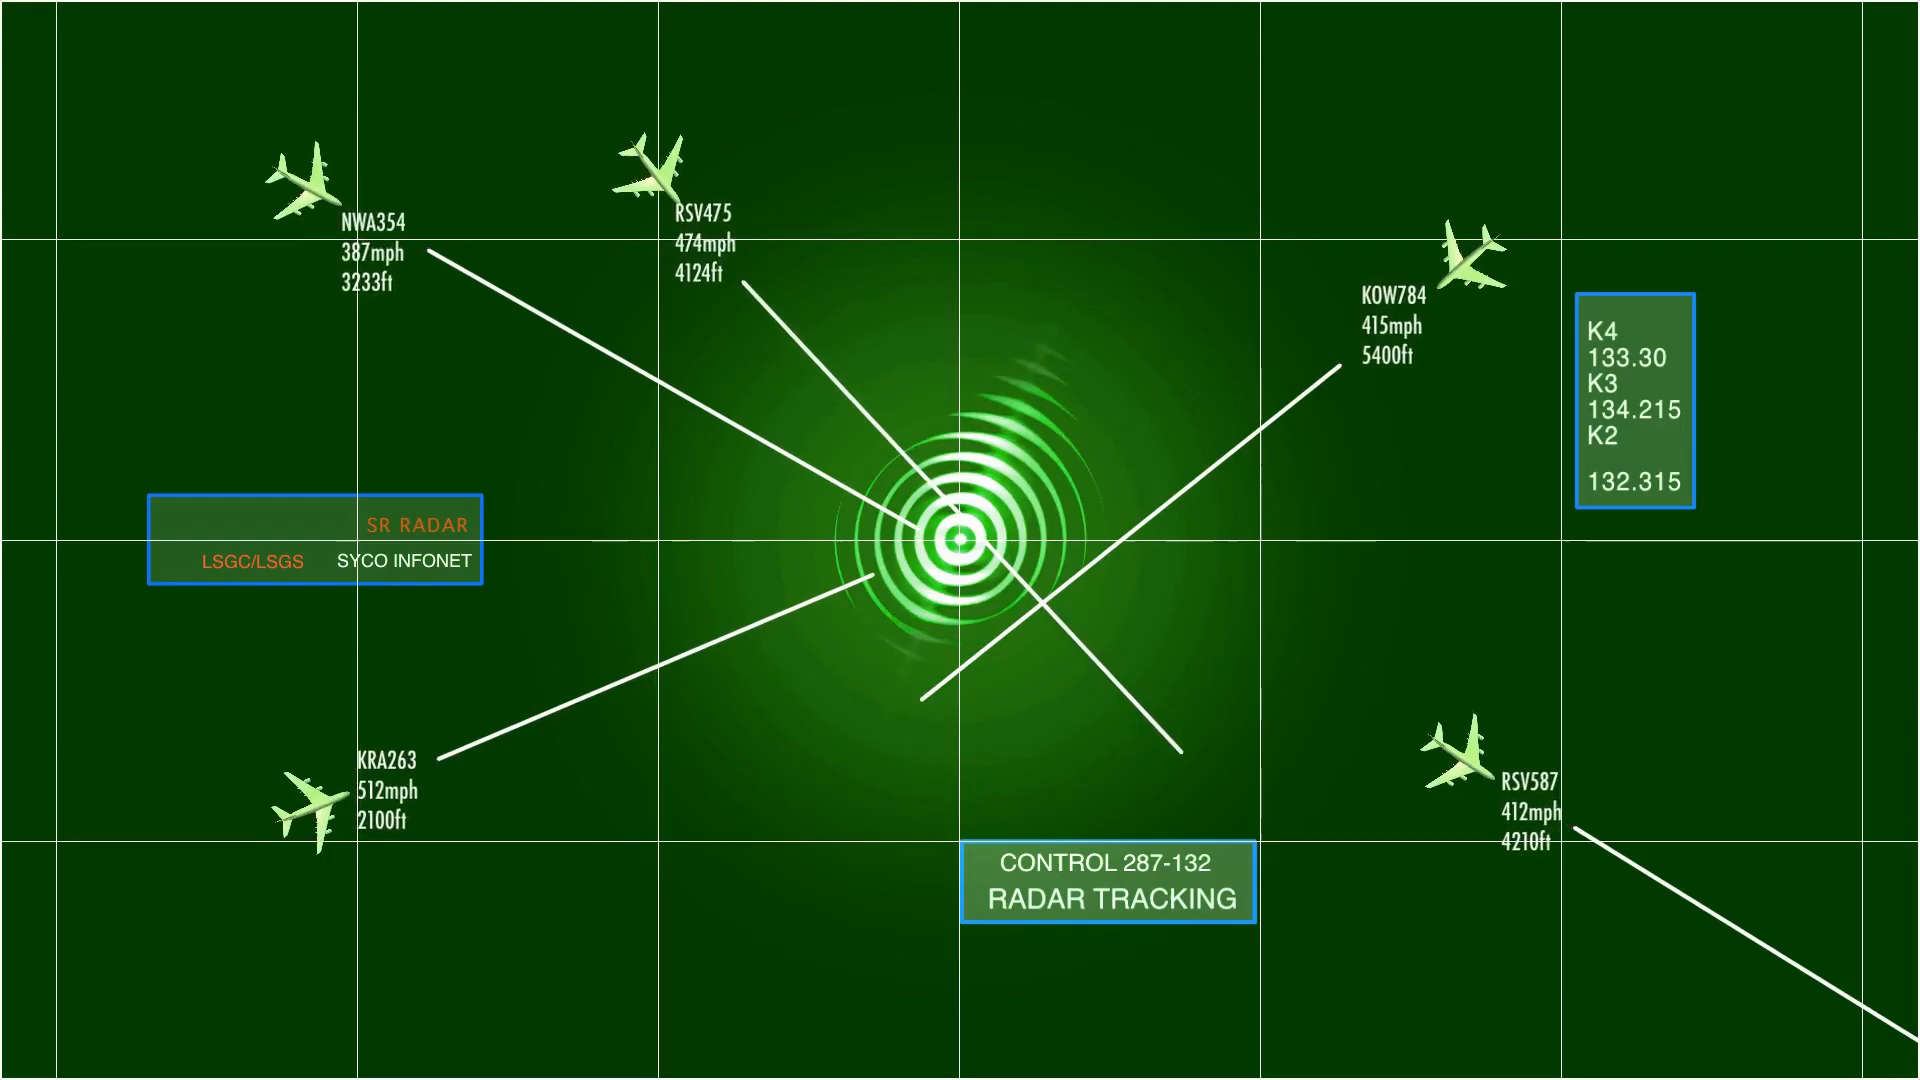 NWA354
387mph
3233ft
RSV475
474mph
4124ft
KOW784
415mph
5400ft
K4
133.30
K3
134.215
K2
132.315
SR RADAR
LSGC/LSGS SYCO INFONET
KRA263
512mph
2100ft
RSV587
412mph
4210ft
CONTROL 287-132
RADAR TRACKING